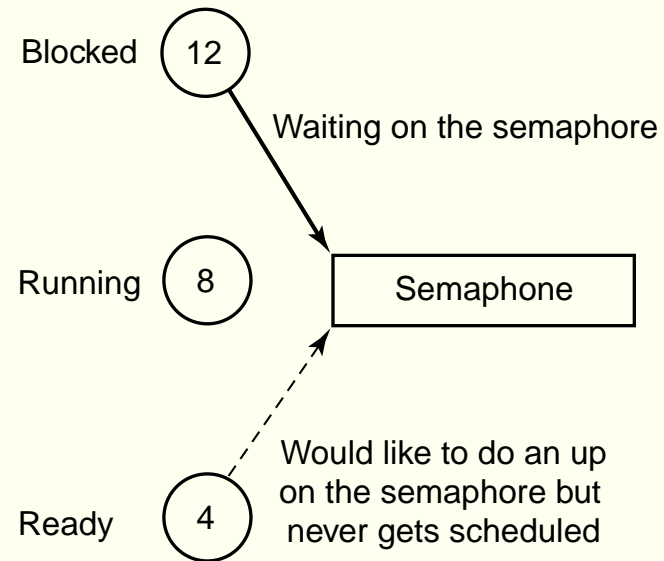 Blocked 12
Waiting on the semaphore
Running 8 Semaphone
Would like to do an up
on the semaphore but
never gets scheduled
Ready 4